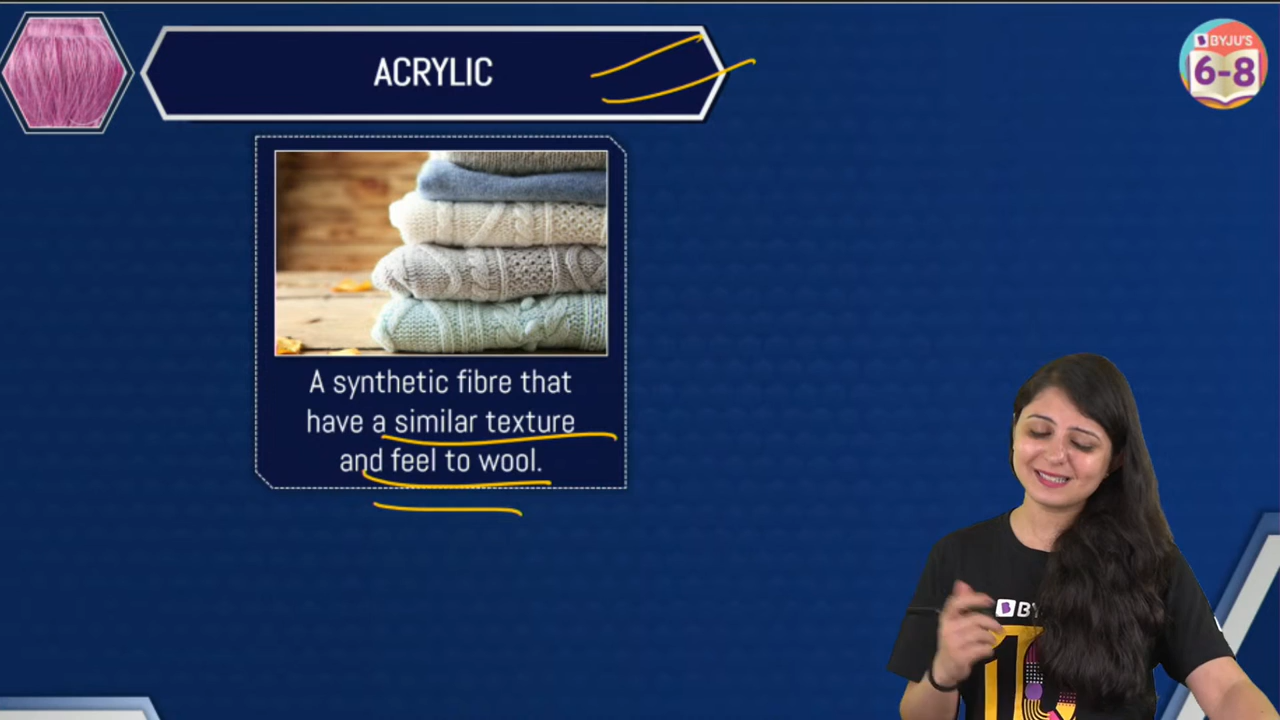 ACRYLIC
BYJU'S
6-8
A synthetic fibre that
have a similar texture
and feel to wool.